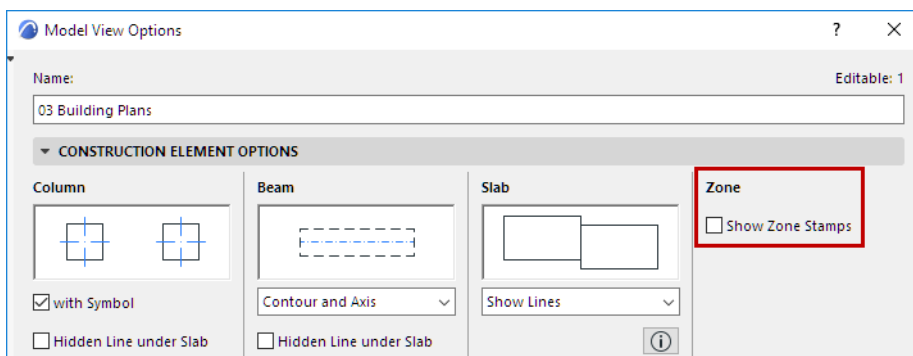 Model View Options
Name:
Editable: 1
03 Building Plans
CONSTRUCTION ELEMENT OPTIONS
Column
Beam
Slab
Zone
Show Zone Stamps
with Symbol
Contour and Axis
Show Lines
Hidden Line under Slab
Hidden Line under Slab